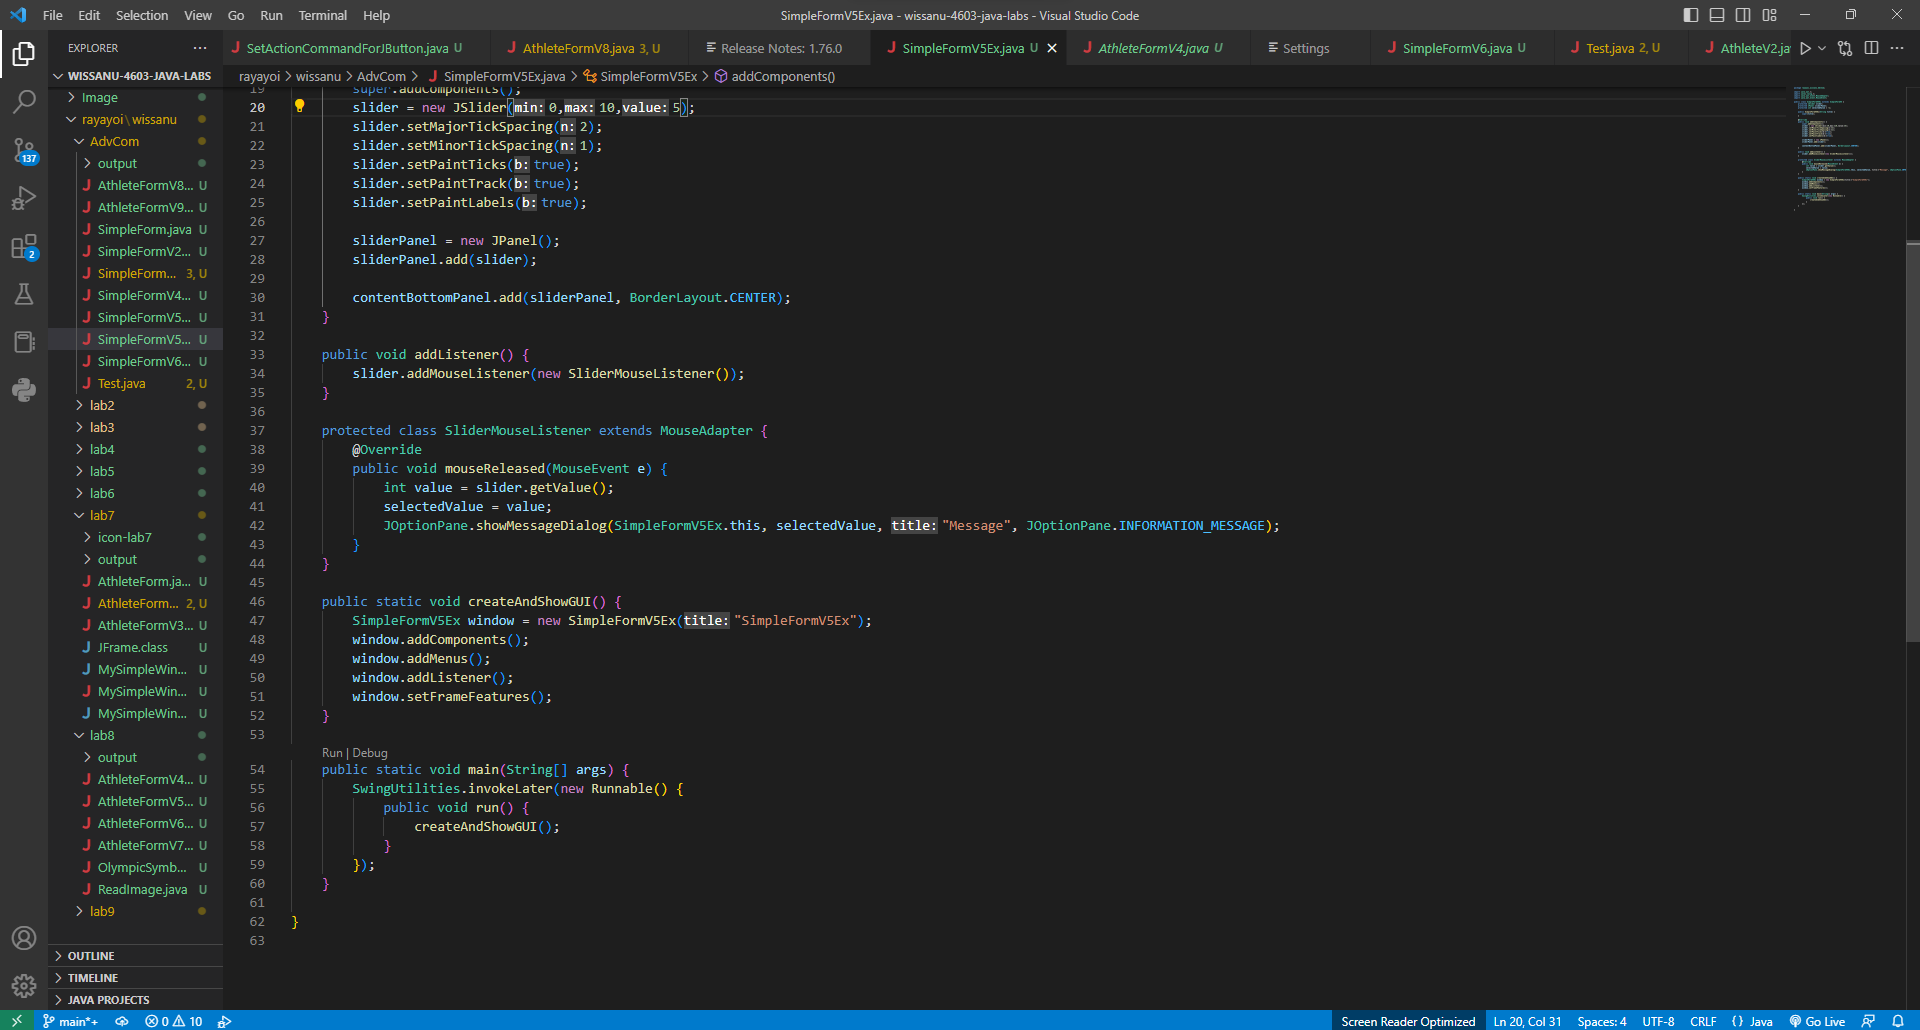 File Edit Selection View Go Run Terminal Help
SimpleFormV5Ex.java - wissanu-4603-java-labs - Visual Studio Code
EXPLORER
SetActionCommandForJButton.java U
AthleteFormV8.java 3, U
Release Notes: 1.76.0
SimpleFormV5Ex.java U
AthleteFormV4.java U
Settings
SimpleFormV6.java U
Test.java 2, U
AthleteV2.jav
rayayoi > wissanu > AdvCom > SimpleFormV5Ex.java > SimpleFormV5Ex > addComponents()
WISSANU-4603-JAVA-LABS
Image
rayayoi\wissanu
AdvCom
output
AthleteFormV8... U
AthleteFormV9... U
SimpleForm.java U
SimpleFormV2... U
SimpleForm... 3, U
SimpleFormV4... U
SimpleFormV5... U
SimpleFormV5... U
SimpleFormV6... U
Test.java 2, U
lab2
lab3
lab4
lab5
lab6
lab7
icon-lab7
output
AthleteForm.ja... U
AthleteForm... 2, U
AthleteFormV3... U
JFrame.class U
MySimpleWin... U
MySimpleWin... U
MySimpleWin... U
lab8
output
AthleteFormV4... U
AthleteFormV5... U
AthleteFormV6... U
AthleteFormV7... U
OlympicSymb... U
ReadImage.java U
lab9
OUTLINE
TIMELINE
JAVA PROJECTS
137
2
19 super.addComponents();
20 slider = new JSlider(min: 0,max: 10,value: 5);
21 slider.setMajorTickSpacing(n: 2);
22 slider.setMinorTickSpacing(n: 1);
23 slider.setPaintTicks(b: true);
24 slider.setPaintTrack(b: true);
25 slider.setPaintLabels(b: true);
26
27 sliderPanel = new JPanel();
28 sliderPanel.add(slider);
29
30 contentBottomPanel.add(sliderPanel, BorderLayout.CENTER);
31 }
32
33 public void addListener() {
34 slider.addMouseListener(new SliderMouseListener());
35 }
36
37 protected class SliderMouseListener extends MouseAdapter {
38 @Override
39 public void mouseReleased(MouseEvent e) {
40 int value = slider.getValue();
41 selectedValue = value;
42 JOptionPane.showMessageDialog(SimpleFormV5Ex.this, selectedValue, title: "Message", JOptionPane.INFORMATION_MESSAGE);
43 }
44 }
45
46 public static void createAndShowGUI() {
47 SimpleFormV5Ex window = new SimpleFormV5Ex(title: "SimpleFormV5Ex");
48 window.addComponents();
49 window.addMenus();
50 window.addListener();
51 window.setFrameFeatures();
52 }
53
Run | Debug
54 public static void main(String[] args) {
55 SwingUtilities.invokeLater(new Runnable() {
56 public void run() {
57 createAndShowGUI();
58 }
59 });
60 }
61
62 }
63
main*+ 0 10
Screen Reader Optimized Ln 20, Col 31 Spaces: 4 UTF-8 CRLF {} Java Go Live